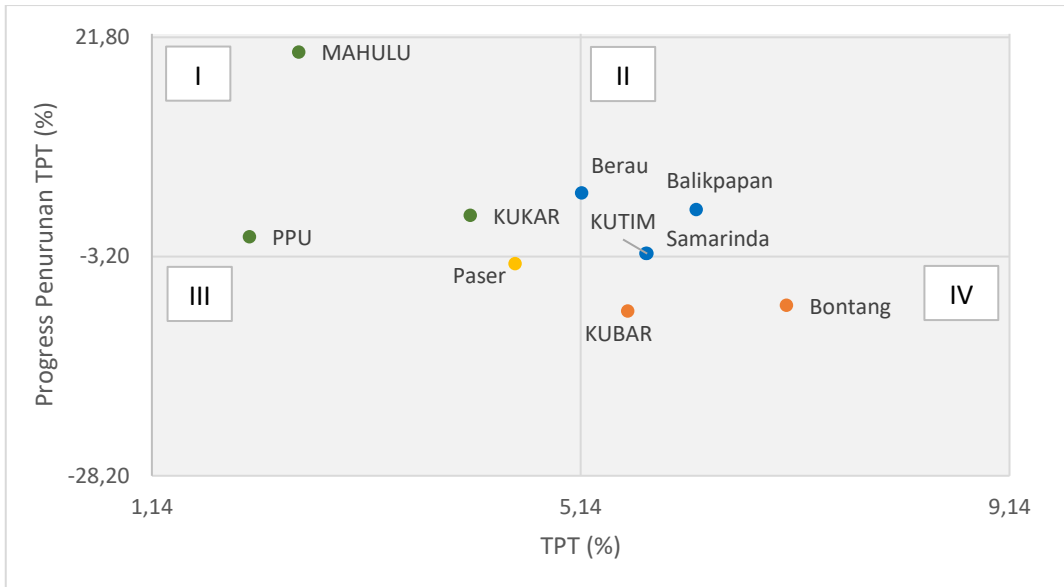 Progress Penurunan TPT (%)
21,80
-3,20
-28,20
I
II
III
IV
MAHULU
Berau
Balikpapan
KUKAR
KUTIM
PPU
Samarinda
Paser
KUBAR
Bontang
1,14
5,14
9,14
TPT (%)